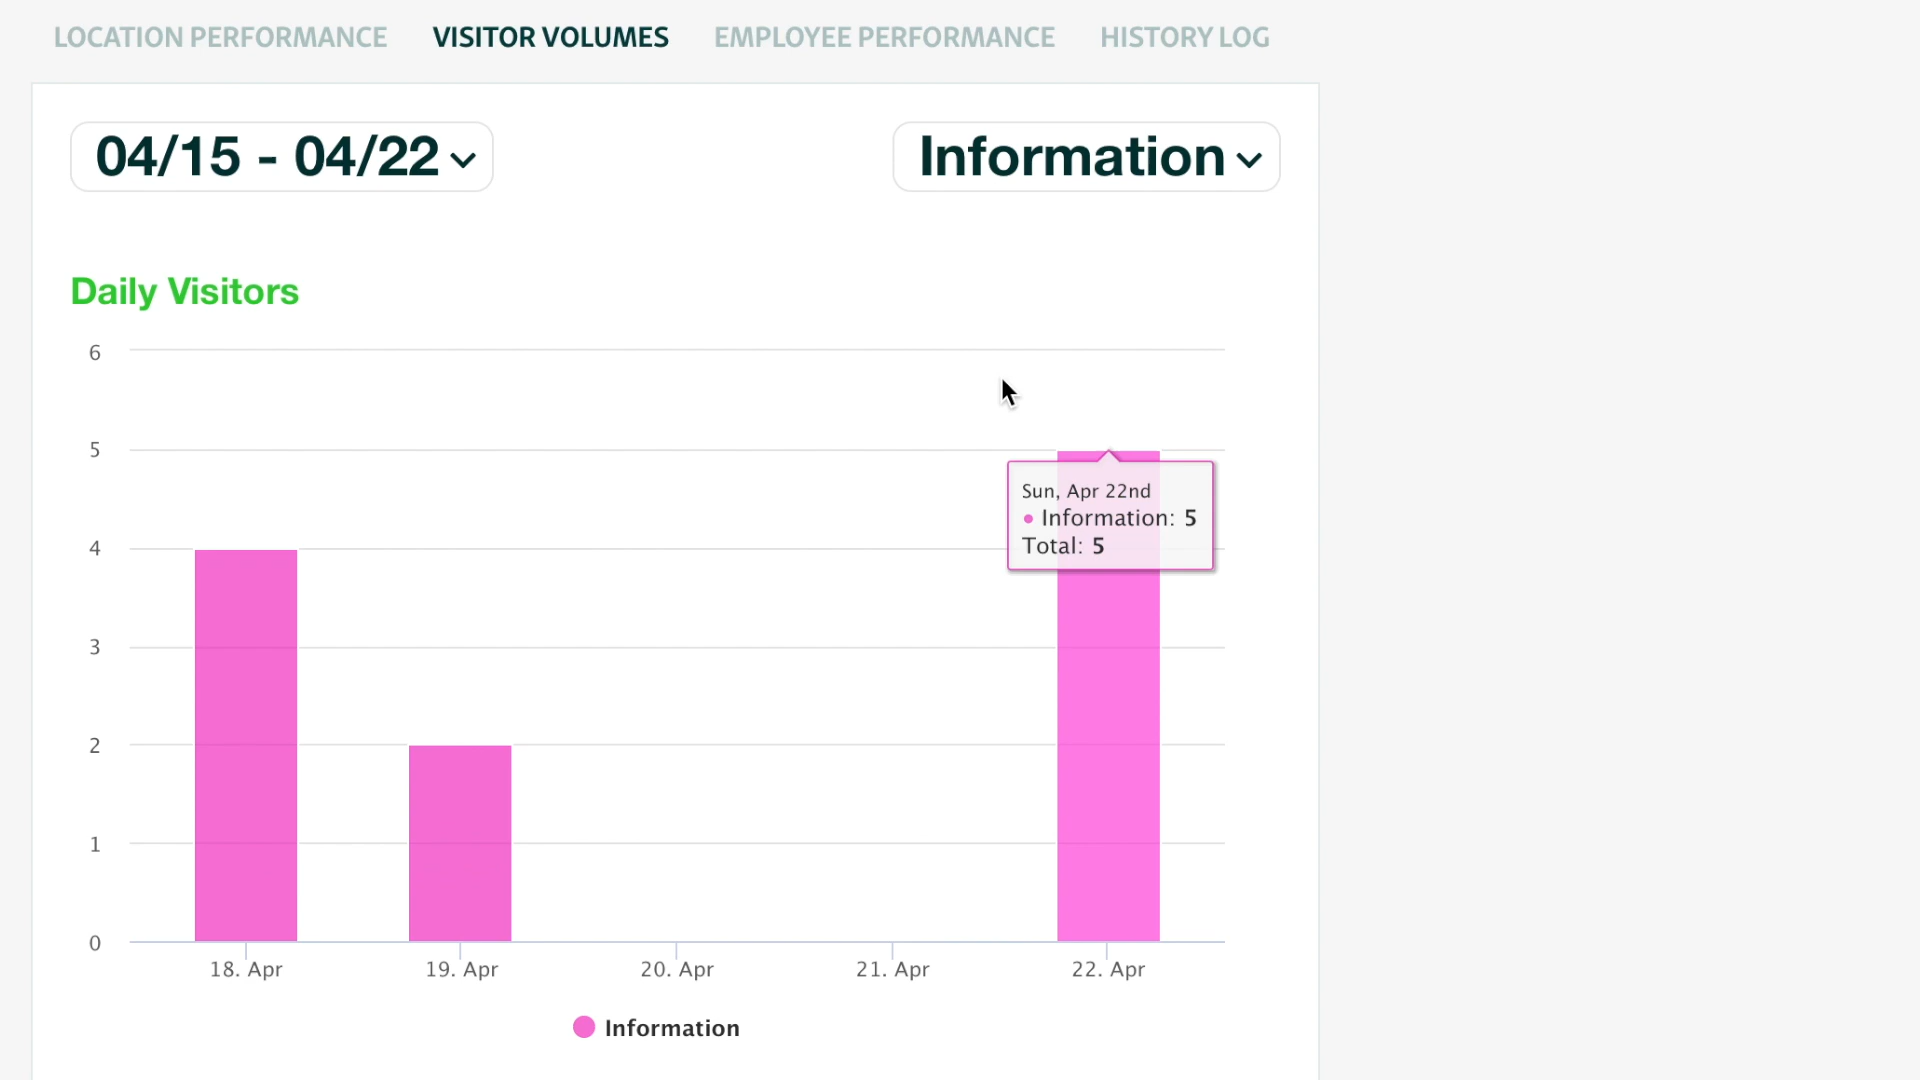 LOCATION PERFORMANCE VISITOR VOLUMES EMPLOYEE PERFORMANCE HISTORY LOG
04/15 - 04/22 Information
Daily Visitors
6
5
Sun, Apr 22nd
Information: 5
Total: 5
4
3
2
1
0
18. Apr 19. Apr 20. Apr 21. Apr 22. Apr
Information